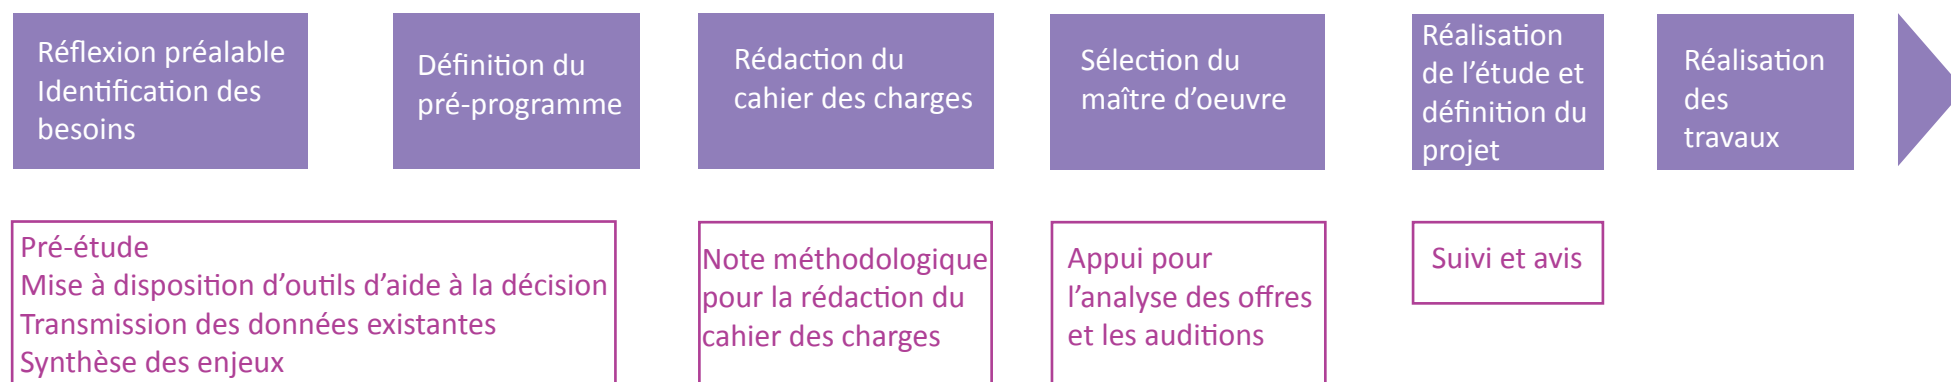 Réflexion préalable
Identification des
besoins
Définition du
pré-programme
Rédaction du
cahier des charges
Sélection du
maître d'oeuvre
Réalisation
de l'étude et
définition du
projet
Réalisation
des
travaux
Pré-étude
Mise à disposition d'outils d'aide à la décision
Transmission des données existantes
Synthèse des enjeux
Note méthodologique
pour la rédaction du
cahier des charges
Appui pour
l'analyse des offres
et les auditions
Suivi et avis